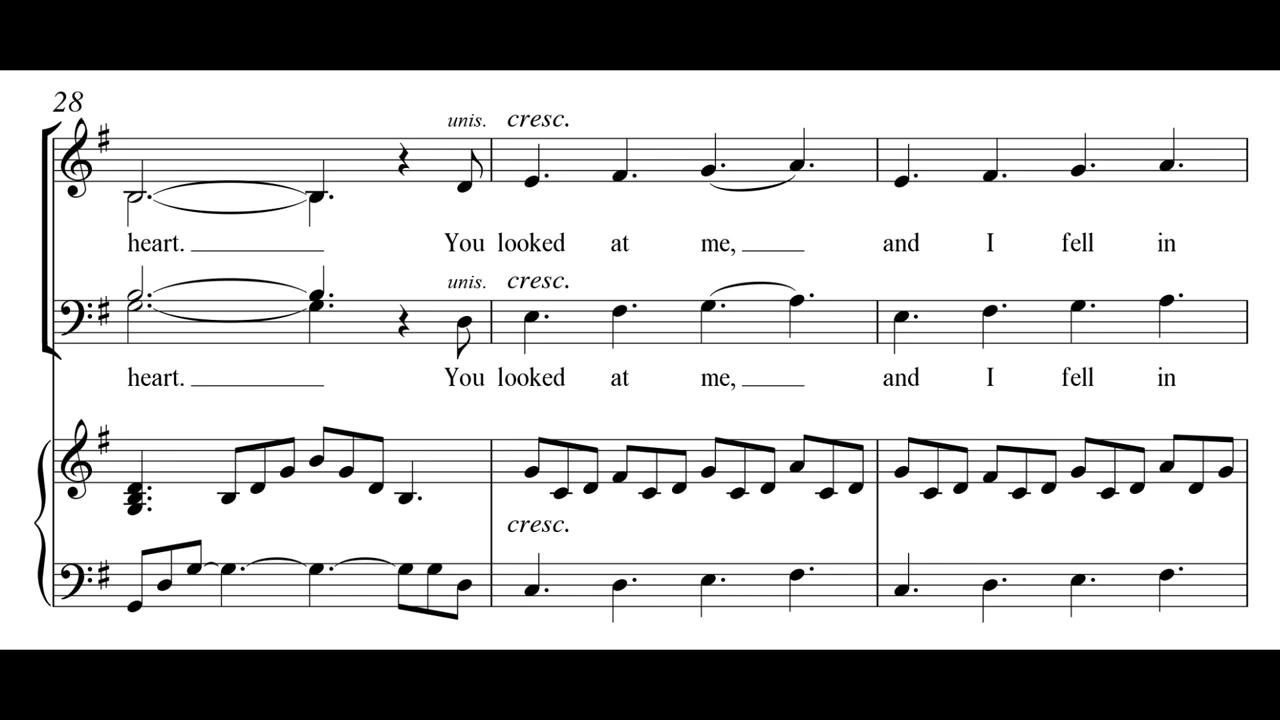 28
unis. cresc.
heart. You looked at me, and I fell in
unis. cresc.
heart. You looked at me, and I fell in
cresc.